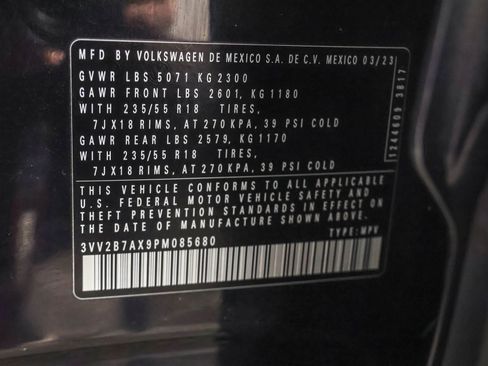 MFD BY VOLKSWAGEN DE MEXICO S.A. DE C.V. MEXICO 03/23
GVWR LBS 5071 KG 2300
GAWR FRONT LBS 2601, KG 1180
WITH 235/55 R18 TIRES,
7JX18 RIMS, AT 270 KPA, 39 PSI COLD
GAWR REAR LBS 2579, KG 1170
WITH 235/55 R18 TIRES,
7JX18 RIMS, AT 270 KPA, 39 PSI COLD
THIS VEHICLE CONFORMS TO ALL APPLICABLE
U.S. FEDERAL MOTOR VEHICLE SAFETY AND
THEFT PREVENTION STANDARDS IN EFFECT ON
THE DATE OF MANUFACTURE SHOWN ABOVE
3VV2B7AX9PM085680 TYPE: MPV
1244609 3B17